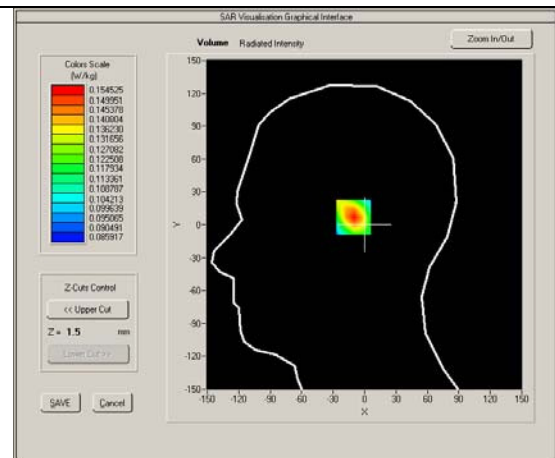 SAR Visualisation Graphical Interface
Volume Radiated Intensity
Zoom In/Out
Colors Scale
(W/kg)
0.154525
0.149951
0.145378
0.140804
0.136230
0.131656
0.127082
0.122508
0.117934
0.113361
0.108787
0.104213
0.099639
0.095065
0.090491
0.085917
Z-Cuts Control
<< Upper Cut
Z = 1.5 mm
Lower Cut >>
SAVE Cancel
150
120
90
60
30
Y 0
-30
-60
-90
-120
-150
-150 -120 -90 -60 -30 0 30 60 90 120 150
X